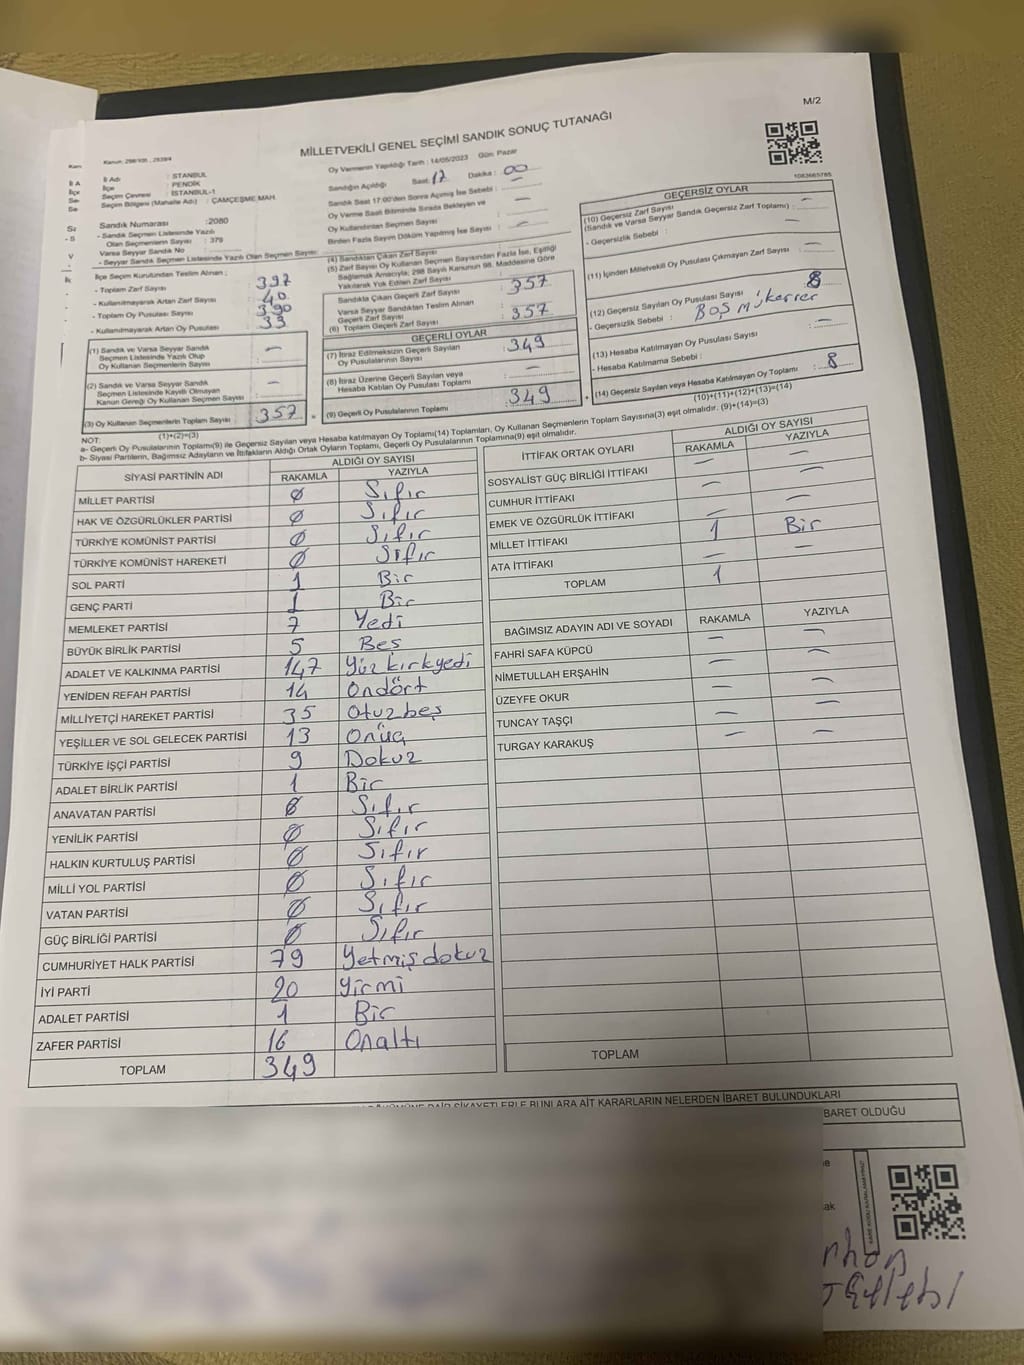 M/2
MİLLETVEKİLİ GENEL SEÇİMİ SANDIK SONUÇ TUTANAĞI
Kanun: 298/105 ; 2839/4
İl Adı : STANBUL
İlçe : PENDİK
Seçim Çevresi : İSTANBUL-1
Seçim Bölgesi (Mahalle Adı) : ÇAMÇEŞME MAH.
Sandık Numarası :2080
- Sandık Seçmen Listesinde Yazılı
Olan Seçmenlerin Sayısı : 379
Varsa Seyyar Sandık No
- Seyyar Sandık Seçmen Listesinde Yazılı Olan Seçmen Sayısı:
İlçe Seçim Kurulundan Teslim Alınan ;
- Toplam Zarf Sayısı : 397
- Kullanılmayarak Artan Zarf Sayısı : 40
- Toplam Oy Pusulası Sayısı : 390
- Kullanılmayarak Artan Oy Pusulası : 33
(1) Sandık ve Varsa Seyyar Sandık
Seçmen Listesinde Yazılı Olup
Oy Kullanan Seçmenlerin Sayısı : –
(2) Sandık ve Varsa Seyyar Sandık
Seçmen Listesinde Kayıtlı Olmayan
Kanun Gereği Oy Kullanan Seçmen Sayısı : –
(3) Oy Kullanan Seçmenlerin Toplam Sayısı : 357
(1)+(2)=(3)
Oy Vermenin Yapıldığı Tarih : 14/05/2023 Gün: Pazar
Sandığın Açıldığı Saat: 17 Dakika : 00
Sandık Saat 17:00'den Sonra Açılmış İse Sebebi : –
Oy Verme Saati Bitiminde Sırada Bekleyen ve
Oy Kullandırılan Seçmen Sayısı : –
Birden Fazla Sayım Döküm Yapılmış İse Sayısı : –
(4) Sandıktan Çıkan Zarf Sayısı
(5) Zarf Sayısı Oy Kullanan Seçmen Sayısından Fazla İse, Eşitliği
Sağlamak Amacıyla, 298 Sayılı Kanunun 98. Maddesine Göre
Yakılarak Yok Edilen Zarf Sayısı :
Sandıkta Çıkan Geçerli Zarf Sayısı : 357
Varsa Seyyar Sandıktan Teslim Alınan
Geçerli Zarf Sayısı :
(6) Toplam Geçerli Zarf Sayısı : 357
GEÇERLİ OYLAR
(7) İtiraz Edilmeksizin Geçerli Sayılan
Oy Pusulalarının Sayısı : 349
(8) İtiraz Üzerine Geçerli Sayılan veya
Hesaba Katılan Oy Pusulası Toplamı : –
(9) Geçerli Oy Pusulalarının Toplamı : 349
1083665765
GEÇERSİZ OYLAR
(10) Geçersiz Zarf Sayısı
(Sandık ve Varsa Seyyar Sandık Geçersiz Zarf Toplamı) : –
- Geçersizlik Sebebi : –
(11) İçinden Milletvekili Oy Pusulası Çıkmayan Zarf Sayısı : –
(12) Geçersiz Sayılan Oy Pusulası Sayısı : 8
- Geçersizlik Sebebi : BOŞ Mükerrer
(13) Hesaba Katılmayan Oy Pusulası Sayısı : –
- Hesaba Katılmama Sebebi :
(14) Geçersiz Sayılan veya Hesaba Katılmayan Oy Toplamı : 8
(10)+(11)+(12)+(13)=(14)
NOT:
a- Geçerli Oy Pusulalarının Toplamı(9) ile Geçersiz Sayılan veya Hesaba katılmayan Oy Toplamı(14) Toplamları, Oy Kullanan Seçmenlerin Toplam Sayısına(3) eşit olmalıdır. (9)+(14)=(3)
b- Siyasi Partilerin, Bağımsız Adayların ve İttifakların Aldığı Ortak Oyların Toplamı, Geçerli Oy Pusulalarının Toplamına(9) eşit olmalıdır.
SİYASİ PARTİNİN ADI ALDIĞI OY SAYISI
RAKAMLA YAZIYLA
MİLLET PARTİSİ 0 Sıfır
HAK VE ÖZGÜRLÜKLER PARTİSİ 0 Sıfır
TÜRKİYE KOMÜNİST PARTİSİ 0 Sıfır
TÜRKİYE KOMÜNİST HAREKETİ 0 Sıfır
SOL PARTİ 1 Bir
GENÇ PARTİ 1 Bir
MEMLEKET PARTİSİ 7 Yedi
BÜYÜK BİRLİK PARTİSİ 5 Beş
ADALET VE KALKINMA PARTİSİ 147 Yüzkırkyedi
YENİDEN REFAH PARTİSİ 14 Ondört
MİLLİYETÇİ HAREKET PARTİSİ 35 Otuzbeş
YEŞİLLER VE SOL GELECEK PARTİSİ 13 Onüç
TÜRKİYE İŞÇİ PARTİSİ 9 Dokuz
ADALET BİRLİK PARTİSİ 1 Bir
ANAVATAN PARTİSİ 0 Sıfır
YENİLİK PARTİSİ 0 Sıfır
HALKIN KURTULUŞ PARTİSİ 0 Sıfır
MİLLİ YOL PARTİSİ 0 Sıfır
VATAN PARTİSİ 0 Sıfır
GÜÇ BİRLİĞİ PARTİSİ 0 Sıfır
CUMHURİYET HALK PARTİSİ 79 Yetmişdokuz
İYİ PARTİ 20 Yirmi
ADALET PARTİSİ 1 Bir
ZAFER PARTİSİ 16 Onaltı
TOPLAM 349
İTTİFAK ORTAK OYLARI ALDIĞI OY SAYISI
RAKAMLA YAZIYLA
SOSYALİST GÜÇ BİRLİĞİ İTTİFAKI – –
CUMHUR İTTİFAKI – –
EMEK VE ÖZGÜRLÜK İTTİFAKI – –
MİLLET İTTİFAKI 1 Bir
ATA İTTİFAKI – –
TOPLAM 1
BAĞIMSIZ ADAYIN ADI VE SOYADI RAKAMLA YAZIYLA
FAHRİ SAFA KÜPCÜ – –
NİMETULLAH ERŞAHİN – –
ÜZEYFE OKUR – –
TUNCAY TAŞÇI – –
TURGAY KARAKUŞ – –
TOPLAM
ŞİKAYETLERLE BUNLARA AİT KARARLARIN NELERDEN İBARET BULUNDUKLARI
BARET OLDUĞU